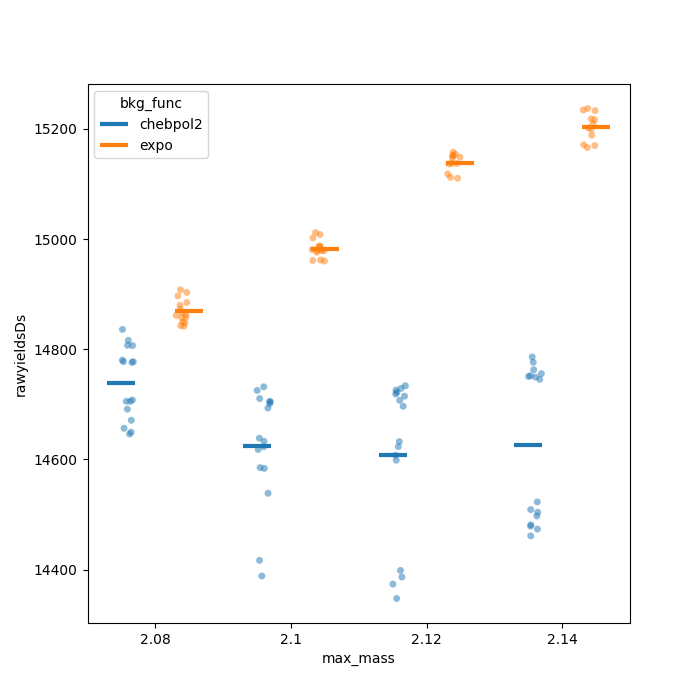 bkg_func
chebpol2
expo
15200
15000
14800
14600
14400
rawyieldsDs
2.08
2.1
2.12
2.14
max_mass